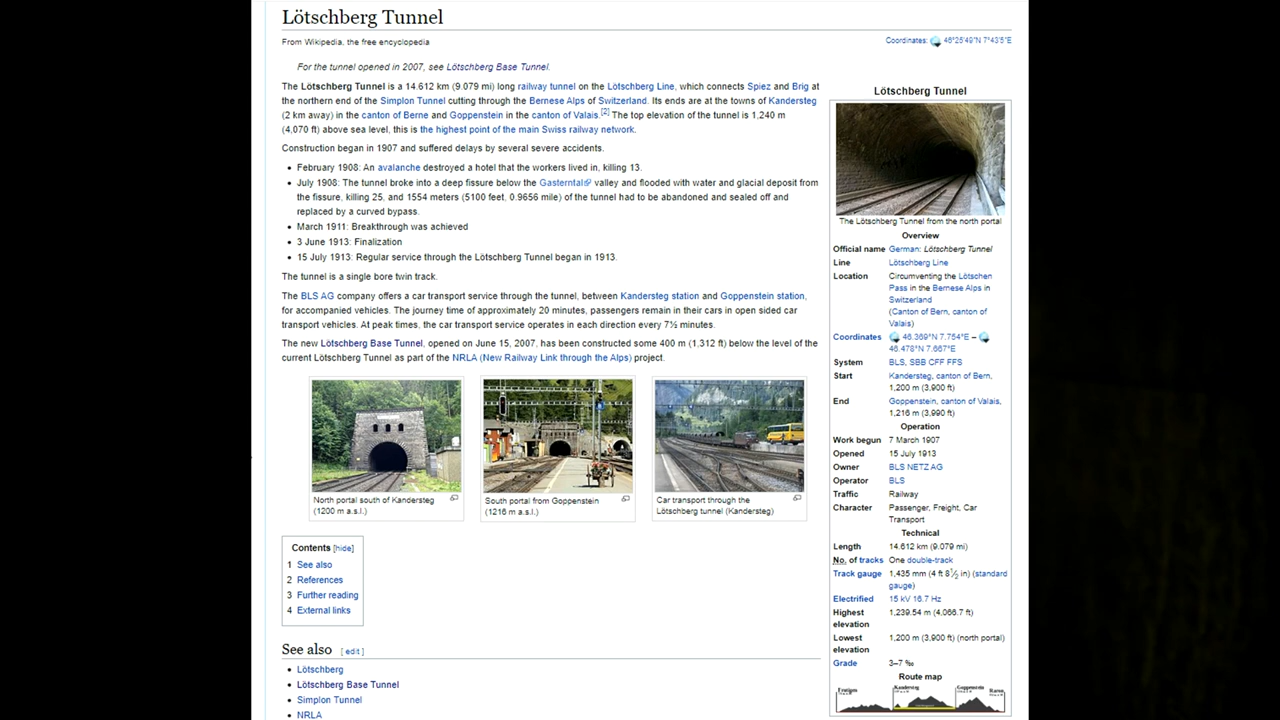 Lötschberg Tunnel
From Wikipedia, the free encyclopedia
Coordinates: 46°25′49″N 7°43′5″E
For the tunnel opened in 2007, see Lötschberg Base Tunnel.
The Lötschberg Tunnel is a 14.612 km (9.079 mi) long railway tunnel on the Lötschberg Line, which connects Spiez and Brig at
the northern end of the Simplon Tunnel cutting through the Bernese Alps of Switzerland. Its ends are at the towns of Kandersteg
(2 km away) in the canton of Berne and Goppenstein in the canton of Valais.[2] The top elevation of the tunnel is 1,240 m
(4,070 ft) above sea level, this is the highest point of the main Swiss railway network.
Construction began in 1907 and suffered delays by several severe accidents.
• February 1908: An avalanche destroyed a hotel that the workers lived in, killing 13.
• July 1908: The tunnel broke into a deep fissure below the Gasterntal valley and flooded with water and glacial deposit from
the fissure, killing 25, and 1554 meters (5100 feet, 0.9656 mile) of the tunnel had to be abandoned and sealed off and
replaced by a curved bypass.
• March 1911: Breakthrough was achieved
• 3 June 1913: Finalization
• 15 July 1913: Regular service through the Lötschberg Tunnel began in 1913.
The tunnel is a single bore twin track.
The BLS AG company offers a car transport service through the tunnel, between Kandersteg station and Goppenstein station,
for accompanied vehicles. The journey time of approximately 20 minutes, passengers remain in their cars in open sided car
transport vehicles. At peak times, the car transport service operates in each direction every 7½ minutes.
The new Lötschberg Base Tunnel, opened on June 15, 2007, has been constructed some 400 m (1,312 ft) below the level of the
current Lötschberg Tunnel as part of the NRLA (New Railway Link through the Alps) project.
North portal south of Kandersteg
(1200 m a.s.l.)
South portal from Goppenstein
(1216 m a.s.l.)
Car transport through the
Lötschberg tunnel (Kandersteg)
Contents [hide]
1 See also
2 References
3 Further reading
4 External links
See also [ edit ]
• Lötschberg
• Lötschberg Base Tunnel
• Simplon Tunnel
• NRLA
Lötschberg Tunnel
The Lötschberg Tunnel from the north portal
Overview
Official name German: Lötschberg Tunnel
Line Lötschberg Line
Location Circumventing the Lötschen
Pass in the Bernese Alps in
Switzerland
(Canton of Bern, canton of
Valais)
Coordinates 46.369°N 7.754°E –
46.478°N 7.667°E
System BLS, SBB CFF FFS
Start Kandersteg, canton of Bern,
1,200 m (3,900 ft)
End Goppenstein, canton of Valais,
1,216 m (3,990 ft)
Operation
Work begun 7 March 1907
Opened 15 July 1913
Owner BLS NETZ AG
Operator BLS
Traffic Railway
Character Passenger, Freight, Car
Transport
Technical
Length 14.612 km (9.079 mi)
No. of tracks One double-track
Track gauge 1,435 mm (4 ft 8 1⁄2 in) (standard
gauge)
Electrified 15 kV 16.7 Hz
Highest
elevation 1,239.54 m (4,066.7 ft)
Lowest
elevation 1,200 m (3,900 ft) (north portal)
Grade 3–7 ‰
Route map
Frutigen Kandersteg Goppenstein Raron